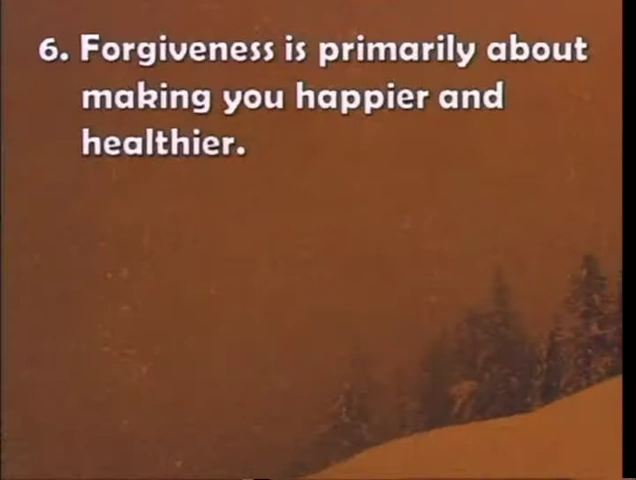 6. Forgiveness is primarily about
making you happier and
healthier.